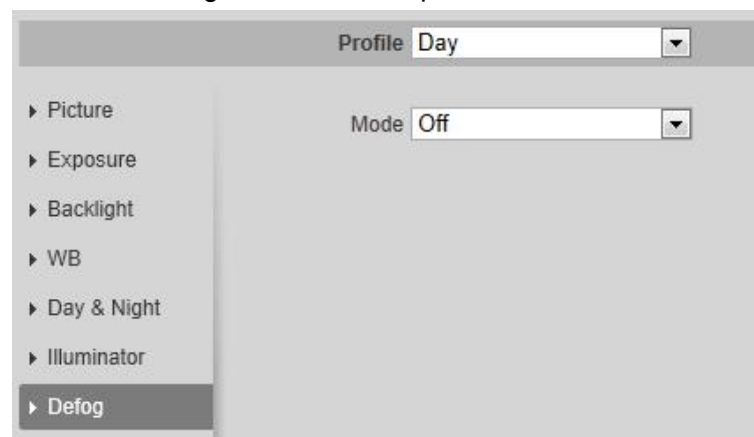 Profile Day
Picture
Mode Off
Exposure
Backlight
WB
Day & Night
Illuminator
Defog